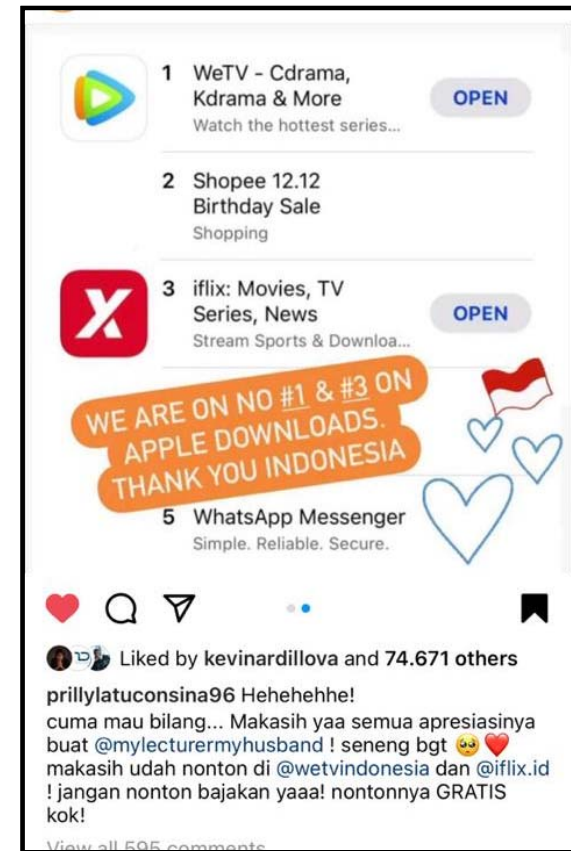 1 WeTV - Cdrama,
Kdrama & More
Watch the hottest series...
OPEN
2 Shopee 12.12
Birthday Sale
Shopping
3 iflix: Movies, TV
Series, News
Stream Sports & Downloa...
OPEN
WE ARE ON NO #1 & #3 ON
APPLE DOWNLOADS.
THANK YOU INDONESIA
5 WhatsApp Messenger
Simple. Reliable. Secure.
Liked by kevinardillova and 74.671 others
prillylatuconsina96 Hehehehhe!
cuma mau bilang... Makasih yaa semua apresiasinya
buat @mylecturermyhusband ! seneng bgt 🥺❤️
makasih udah nonton di @wetvindonesia dan @iflix.id
! jangan nonton bajakan yaaa! nontonnya GRATIS
kok!
View all 595 comments